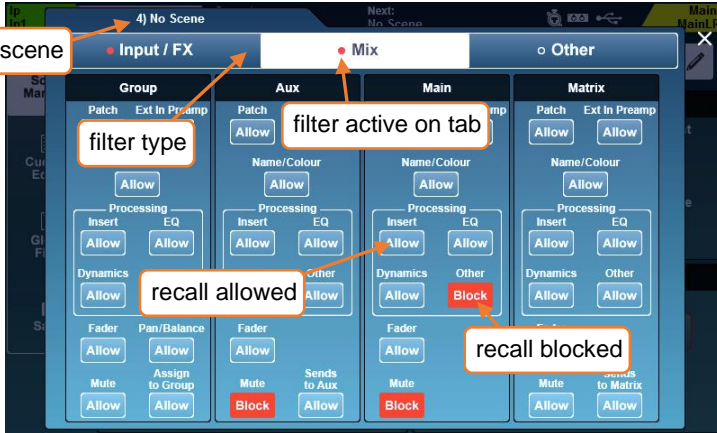 Ip
In1
4) No Scene
Next:
No Scene
Main
MainLR
scene
Input / FX
Mix
Other
Group
Aux
Main
Matrix
Patch Ext In Preamp
Patch
Patch Ext In Preamp
filter type
filter active on tab
Allow
Allow Allow
Name/Colour
Name/Colour
Name/Colour
Allow
Allow
Allow
Allow
Processing
Processing
Processing
Processing
Insert EQ
Insert EQ
Insert EQ
Insert EQ
Allow Allow
Allow Allow
Allow Allow
Allow Allow
Dynamics
Other
Dynamics Other
Dynamics Other
recall allowed
Allow
Allow
Allow Block
Allow Allow
Fader Pan/Balance
Fader
Fader
recall blocked
Allow Allow
Allow
Allow
Mute Assign to Group
Mute Sends to Aux
Mute
Mute to Matrix
Allow Allow
Block Allow
Block
Allow Allow